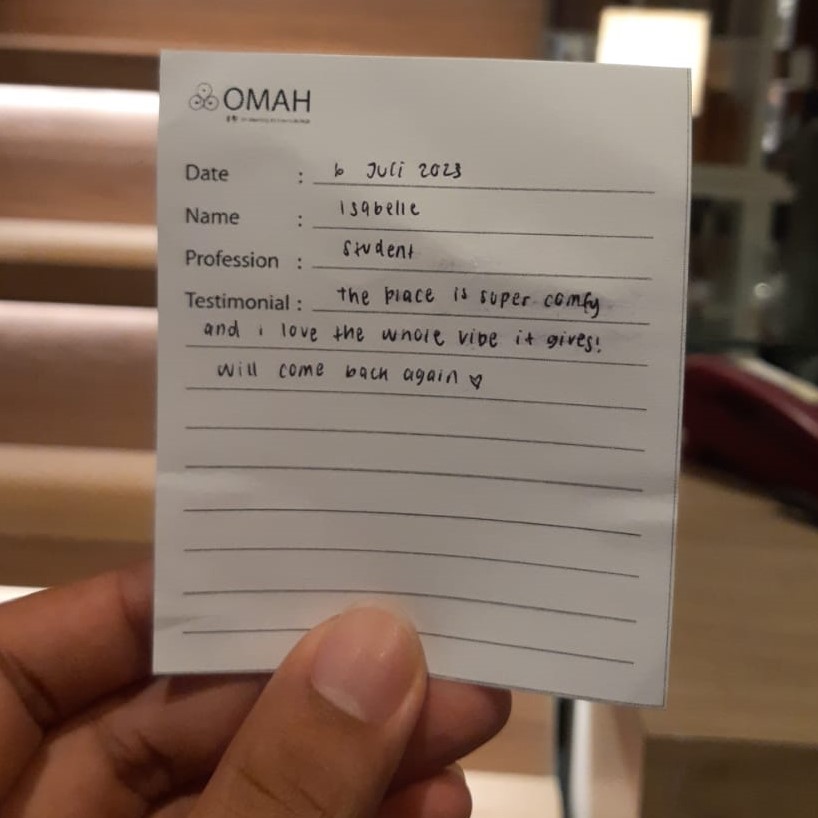 OMAH
Date : 6 Juli 2023
Name : Isabelle
Profession : Student
Testimonial : the place is super comfy
and i love the whole vibe it gives!
will come back again ♡